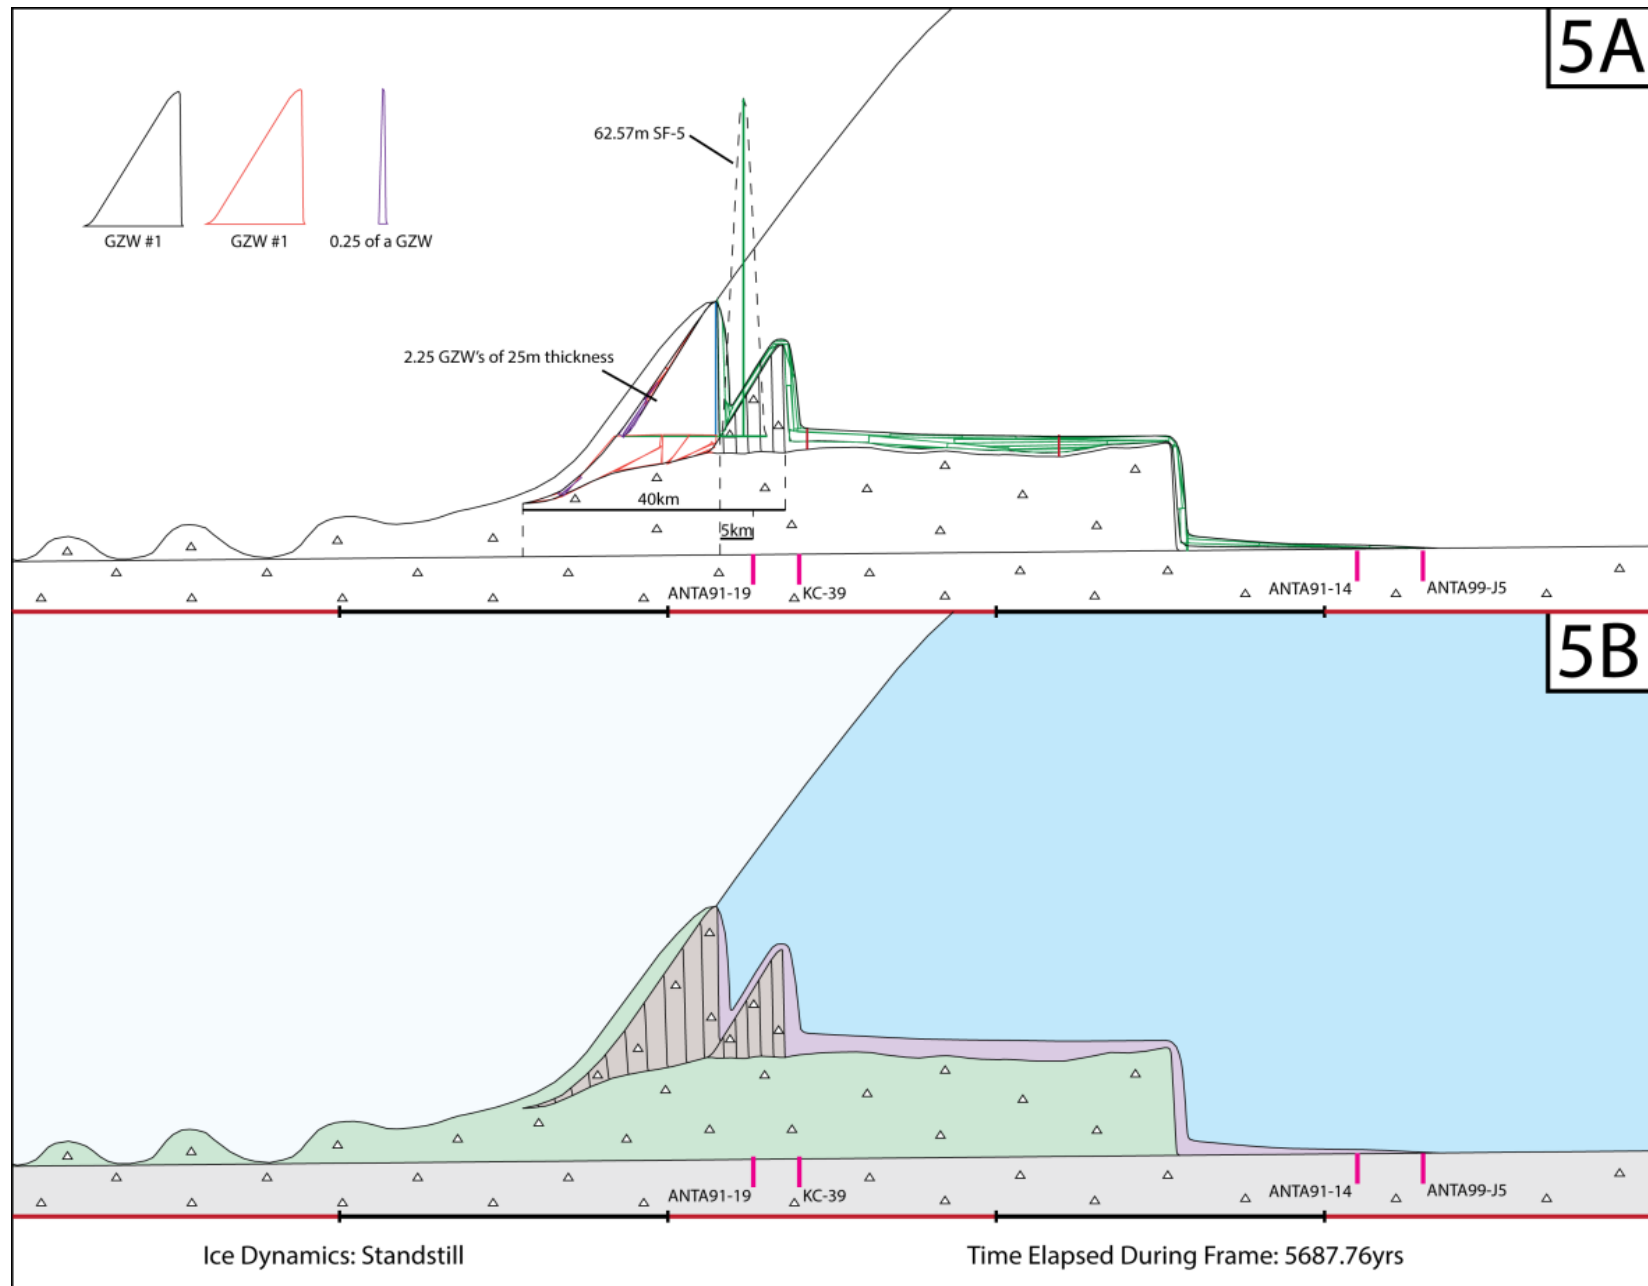 5A
62.57m SF-5
GZW #1
GZW #1
0.25 of a GZW
2.25 GZW's of 25m thickness
40km
5km
ANTA91-19
KC-39
ANTA91-14
ANTA99-J5
5B
ANTA91-19
KC-39
ANTA91-14
ANTA99-J5
Ice Dynamics: Standstill
Time Elapsed During Frame: 5687.76yrs